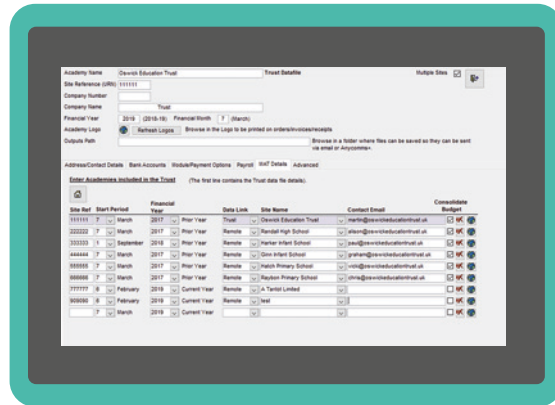 Academy Name Oswick Education Trust Trust Datafile Multiple Sites
Site Reference (URN) 111111
Company Number
Company Name Trust
Financial Year 2019 (2018-19) Financial Month 7 (March)
Academy Logo Refresh Logos Browse in the Logo to be printed on orders/invoices/receipts
Outputs Path Browse in a folder where files can be saved so they can be sent
via email or Anycomms+.
Address/Contact Details Bank Accounts Module/Payment Options Payroll MAT Details Advanced
Enter Academies included in the Trust (The first line contains the Trust data file details).
Consolidate
Financial
Site Ref Start Period Year Data Link Site Name Contact Email Budget
111111 7 March 2017 Prior Year Trust Oswick Education Trust martin@oswickeducationtrust.uk
222222 7 March 2017 Prior Year Remote Randall High School alison@oswickeducationtrust.uk
333333 1 September 2018 Prior Year Remote Harker Infant School paul@oswickeducationtrust.uk
444444 7 March 2017 Prior Year Remote Ginn Infant School graham@oswickeducationtrust.uk
555555 7 March 2017 Prior Year Remote Hatch Primary School vicki@oswickeducationtrust.uk
666666 7 March 2017 Prior Year Remote Raybon Primary School chris@oswickeducationtrust.uk
777777 6 February 2019 Current Year Remote A Tanbil Limited
909090 6 February 2019 Current Year Remote test
7 March 2019 Current Year